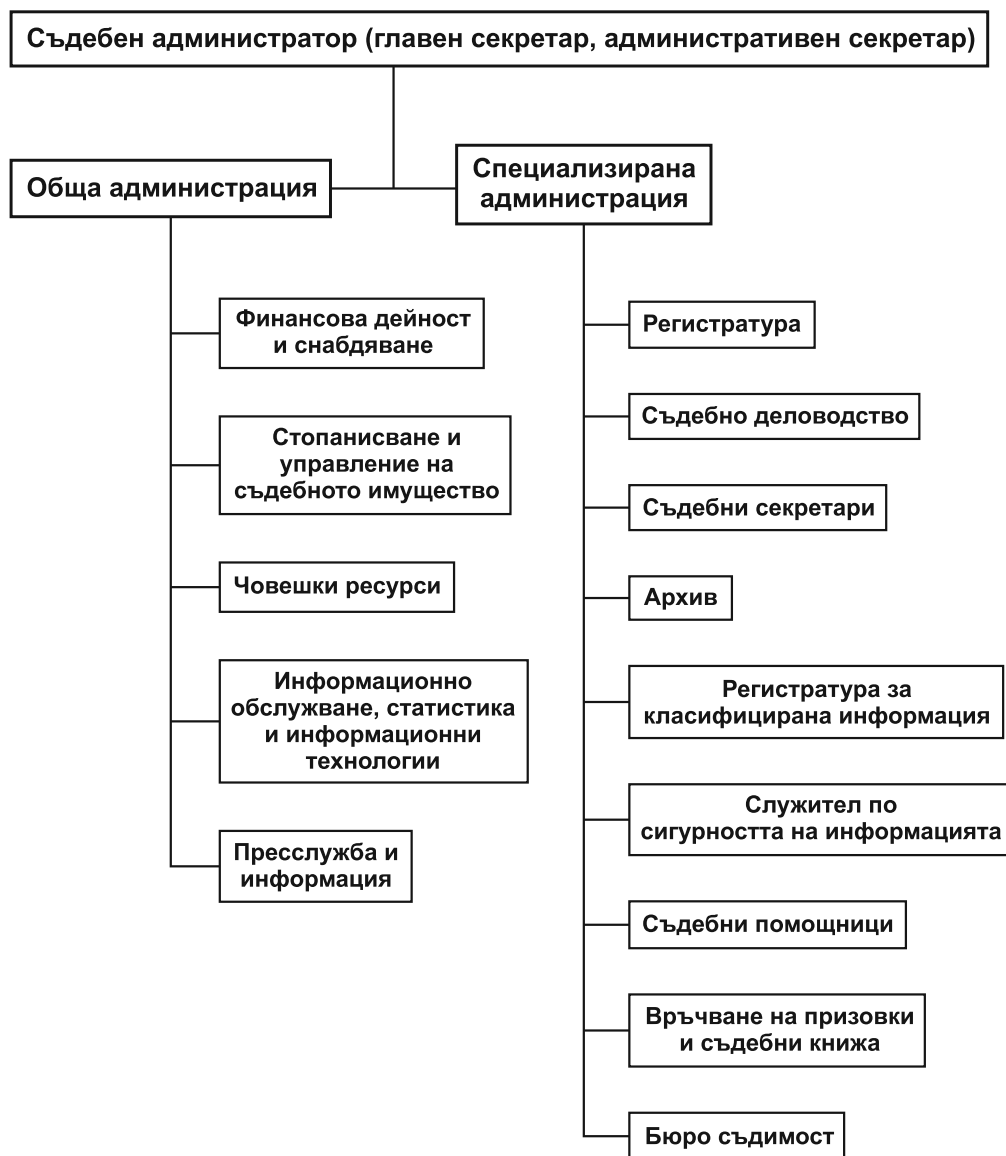 Съдебен администратор (главен секретар, административен секретар)
Обща администрация
Специализирана
администрация
Финансова дейност
и снабдяване
Стопанисване и
управление на
съдебното имущество
Човешки ресурси
Информационно
обслужване, статистика
и информационни
технологии
Пресслужба и
информация
Регистратура
Съдебно деловодство
Съдебни секретари
Архив
Регистратура за
класифицирана информация
Служител по
сигурността на информацията
Съдебни помощници
Връчване на призовки
и съдебни книжа
Бюро съдимост